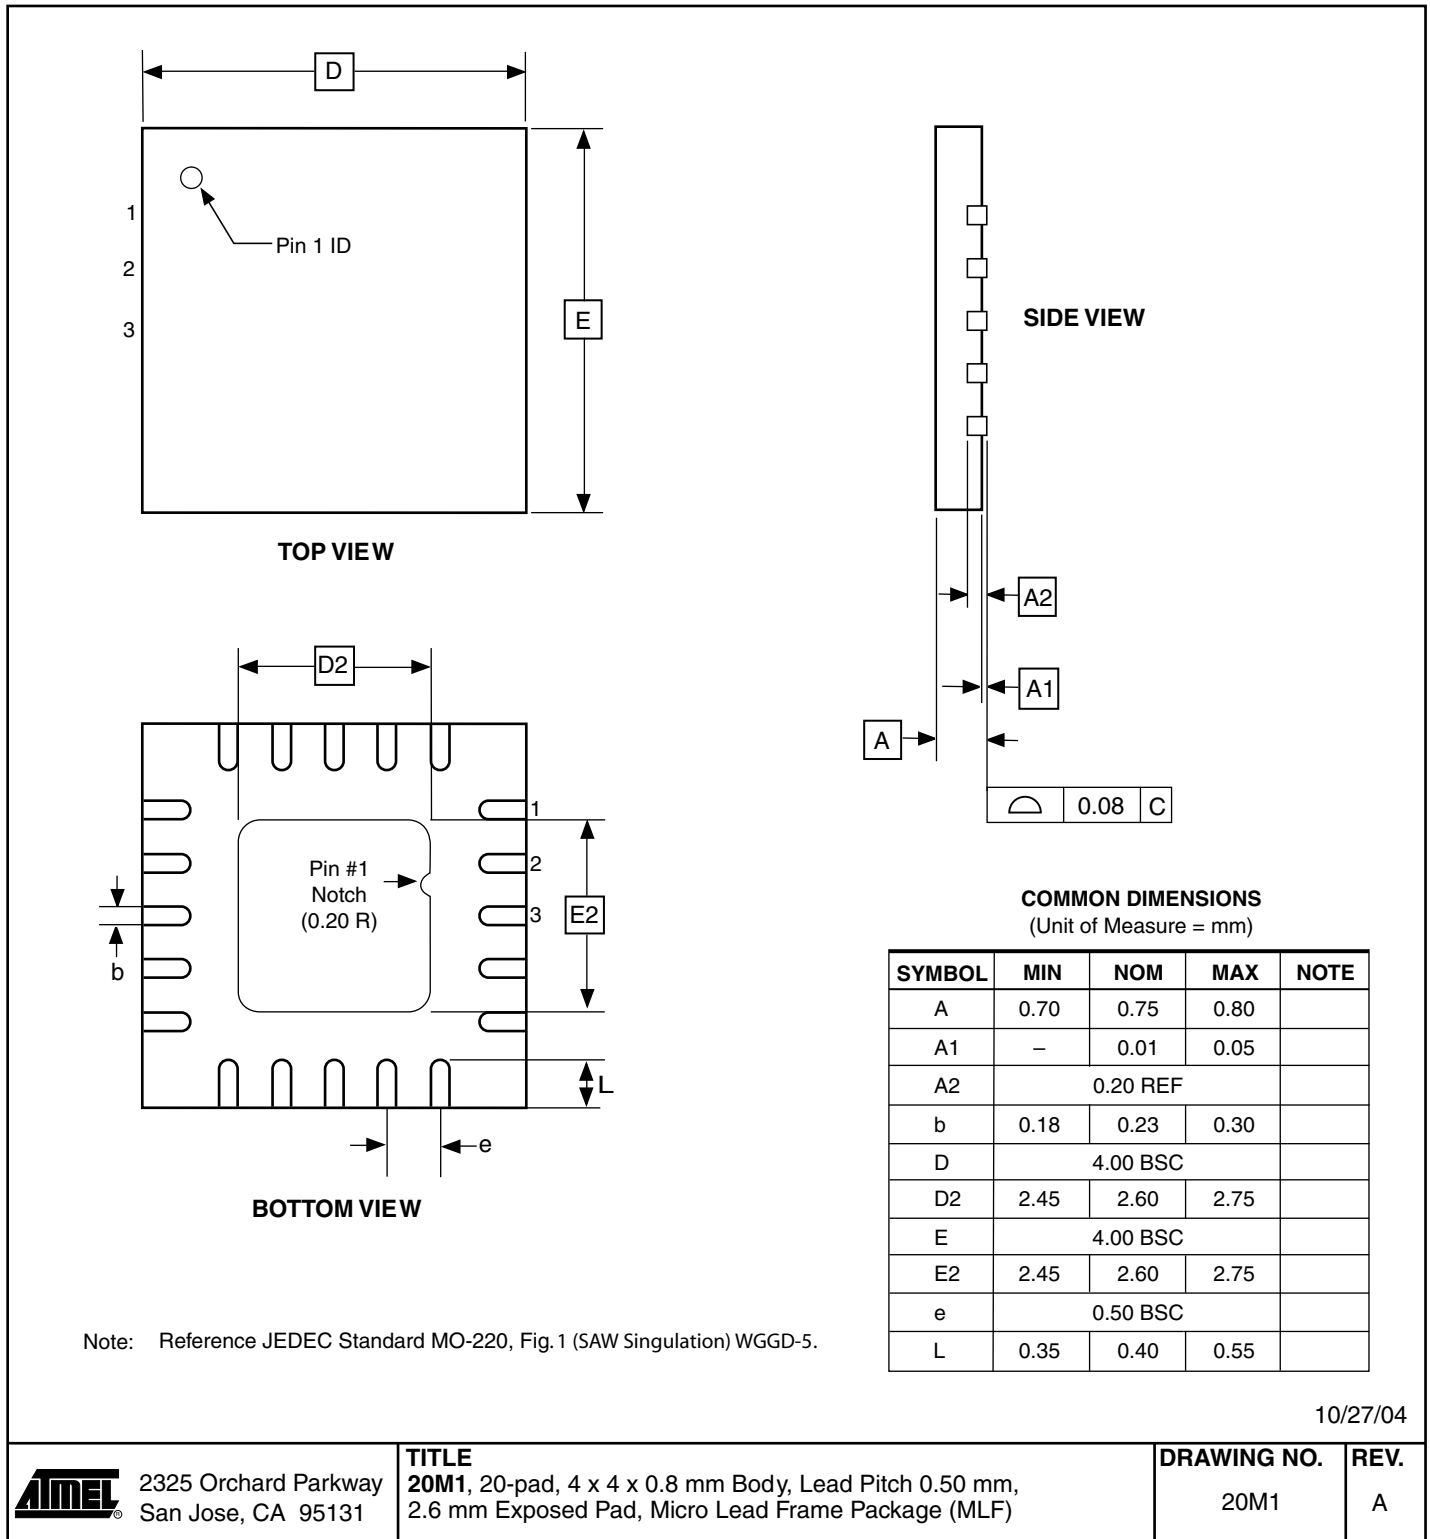 D
1
2
3
Pin 1 ID
E
TOP VIEW
SIDE VIEW
A2
A1
A
0.08 C
D2
1
2
3
Pin #1
Notch
(0.20 R)
E2
b
L
e
BOTTOM VIEW
COMMON DIMENSIONS
(Unit of Measure = mm)
SYMBOL MIN NOM MAX NOTE
A 0.70 0.75 0.80
A1 – 0.01 0.05
A2 0.20 REF
b 0.18 0.23 0.30
D 4.00 BSC
D2 2.45 2.60 2.75
E 4.00 BSC
E2 2.45 2.60 2.75
e 0.50 BSC
L 0.35 0.40 0.55
Note: Reference JEDEC Standard MO-220, Fig. 1 (SAW Singulation) WGGD-5.
10/27/04
ATMEL ®
2325 Orchard Parkway
San Jose, CA 95131
TITLE
20M1, 20-pad, 4 x 4 x 0.8 mm Body, Lead Pitch 0.50 mm,
2.6 mm Exposed Pad, Micro Lead Frame Package (MLF)
DRAWING NO.
20M1
REV.
A